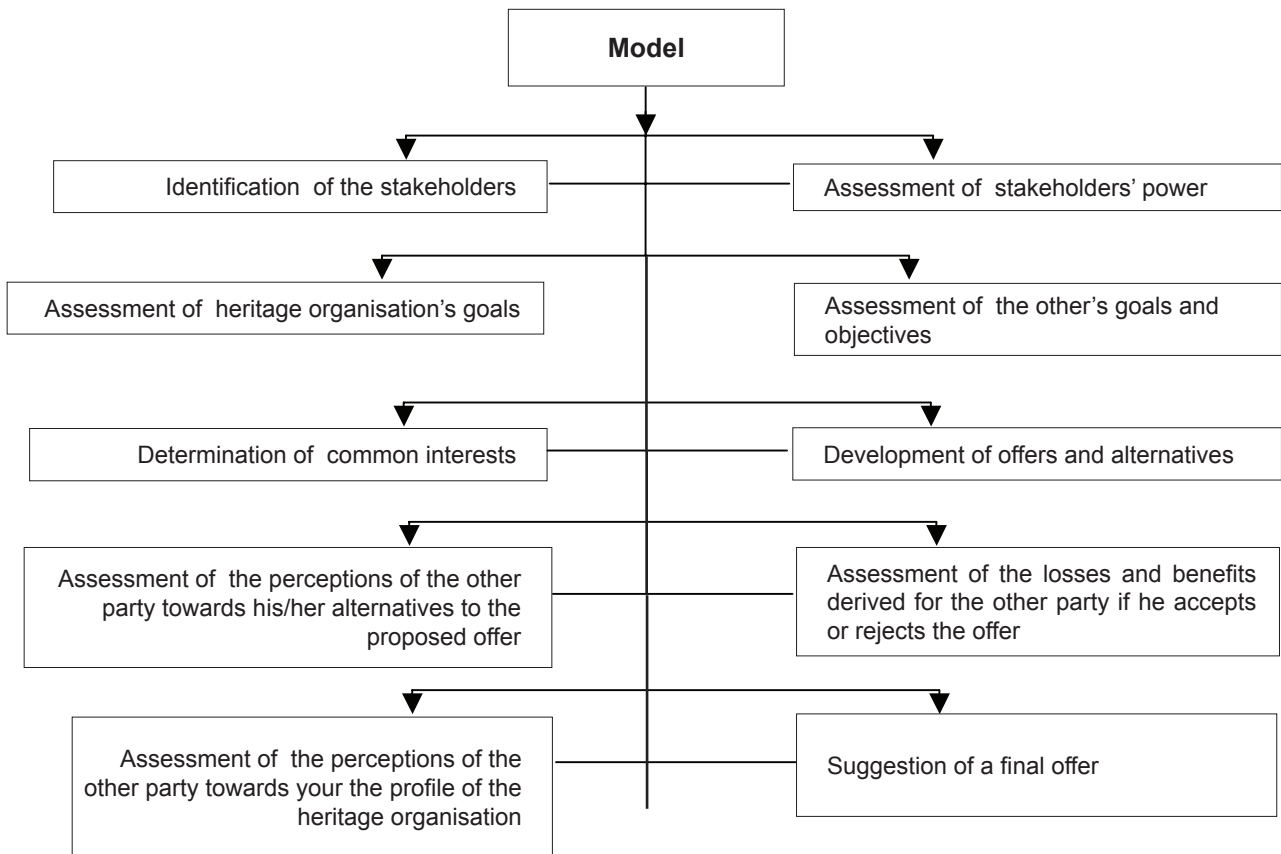 Model
Identification of the stakeholders
Assessment of stakeholders’ power
Assessment of heritage organisation’s goals
Assessment of the other’s goals and
objectives
Determination of common interests
Development of offers and alternatives
Assessment of the perceptions of the other
party towards his/her alternatives to the
proposed offer
Assessment of the losses and benefits
derived for the other party if he accepts
or rejects the offer
Assessment of the perceptions of the
other party towards your the profile of the
heritage organisation
Suggestion of a final offer